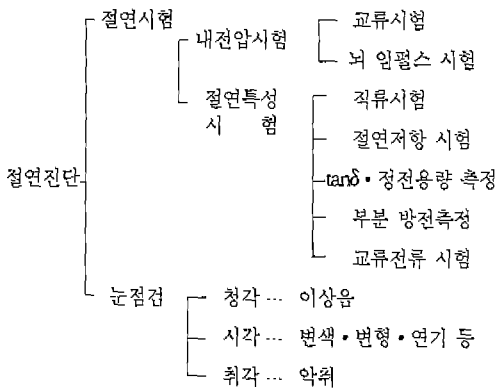 절연시험
교류시험
내전압시험
뇌 임펄스 시험
절연특성
시 험
직류시험
절연저항 시험
절연진단
tanδ·정전용량 측정
부분 방전측정
교류전류 시험
눈점검
청각 … 이상음
시각 … 변색·변형·연기 등
취각 … 악취